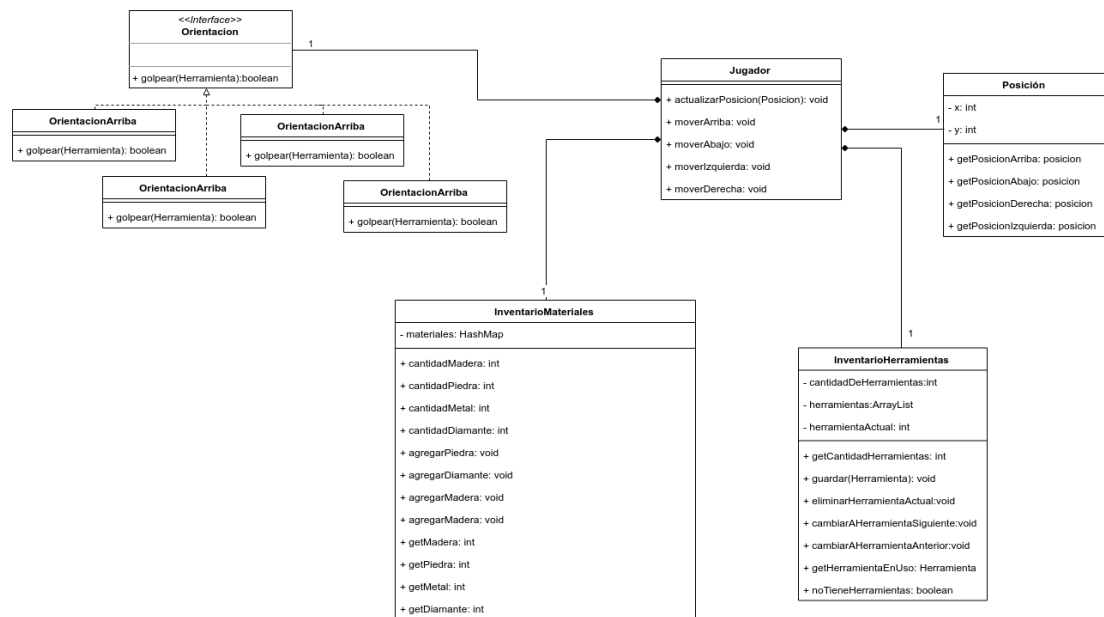 <<Interface>>
Orientacion
+ golpear(Herramienta):boolean
1
OrientacionArriba
+ golpear(Herramienta): boolean
OrientacionArriba
+ golpear(Herramienta): boolean
OrientacionArriba
+ golpear(Herramienta): boolean
OrientacionArriba
+ golpear(Herramienta): boolean
Jugador
+ actualizarPosicion(Posicion): void
+ moverArriba: void
+ moverAbajo: void
+ moverIzquierda: void
+ moverDerecha: void
1
Posición
- x: int
- y: int
+ getPosicionArriba: posicion
+ getPosicionAbajo: posicion
+ getPosicionDerecha: posicion
+ getPosicionIzquierda: posicion
1
InventarioMateriales
- materiales: HashMap
+ cantidadMadera: int
+ cantidadPiedra: int
+ cantidadMetal: int
+ cantidadDiamante: int
+ agregarPiedra: void
+ agregarDiamante: void
+ agregarMadera: void
+ agregarMadera: void
+ getMadera: int
+ getPiedra: int
+ getMetal: int
+ getDiamante: int
1
InventarioHerramientas
- cantidadDeHerramientas:int
- herramientas:ArrayList
- herramientaActual: int
+ getCantidadHerramientas: int
+ guardar(Herramienta): void
+ eliminarHerramientaActual:void
+ cambiarAHerramientaSiguiente:void
+ cambiarAHerramientaAnterior:void
+ getHerramientaEnUso: Herramienta
+ noTieneHerramientas: boolean